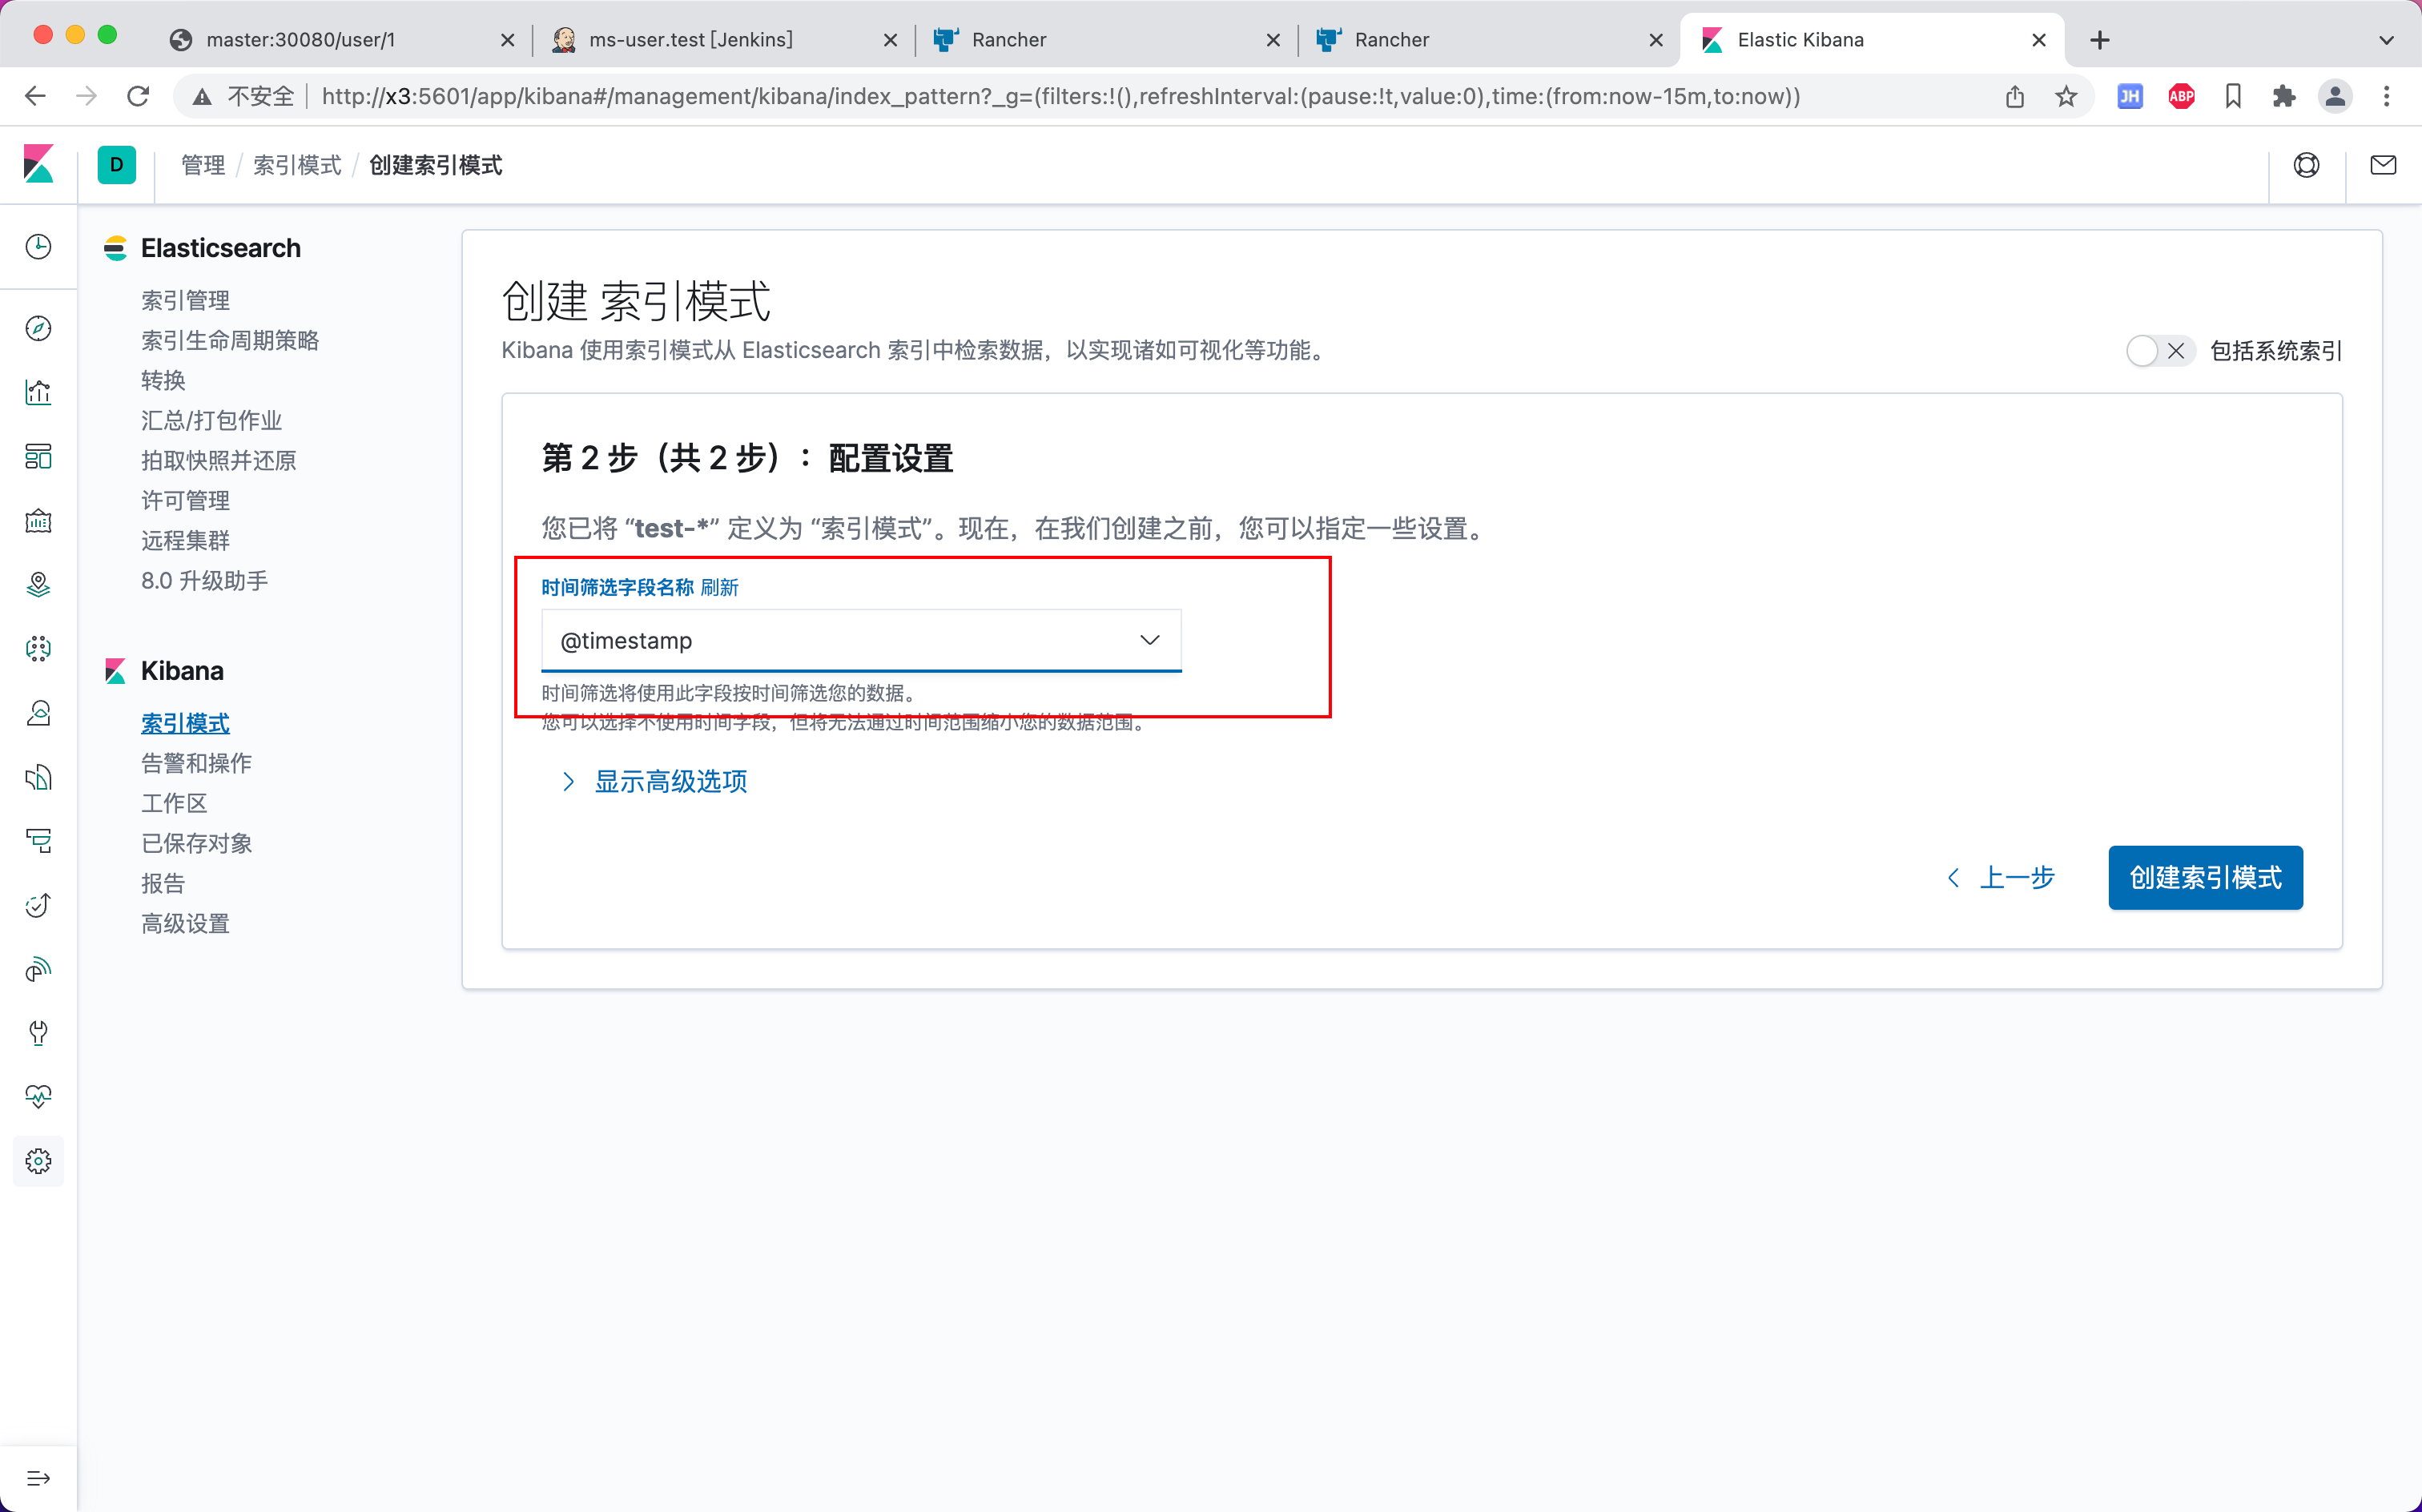 master:30080/user/1
ms-user.test [Jenkins]
Rancher
Rancher
Elastic Kibana
不安全
http://x3:5601/app/kibana#/management/kibana/index_pattern?_g=(filters:!(),refreshInterval:(pause:!t,value:0),time:(from:now-15m,to:now))
JH
ABP
D
管理 / 索引模式 / 创建索引模式
Elasticsearch
索引管理
索引生命周期策略
转换
汇总/打包作业
拍取快照并还原
许可管理
远程集群
8.0 升级助手
Kibana
索引模式
告警和操作
工作区
已保存对象
报告
高级设置
创建 索引模式
Kibana 使用索引模式从 Elasticsearch 索引中检索数据，以实现诸如可视化等功能。
包括系统索引
第 2 步（共 2 步）：配置设置
您已将 “test-*” 定义为 “索引模式”。现在，在我们创建之前，您可以指定一些设置。
时间筛选字段名称 刷新
@timestamp
时间筛选将使用此字段按时间筛选您的数据。
您可以选择不使用时间字段，但将无法通过时间范围缩小您的数据范围。
显示高级选项
上一步
创建索引模式